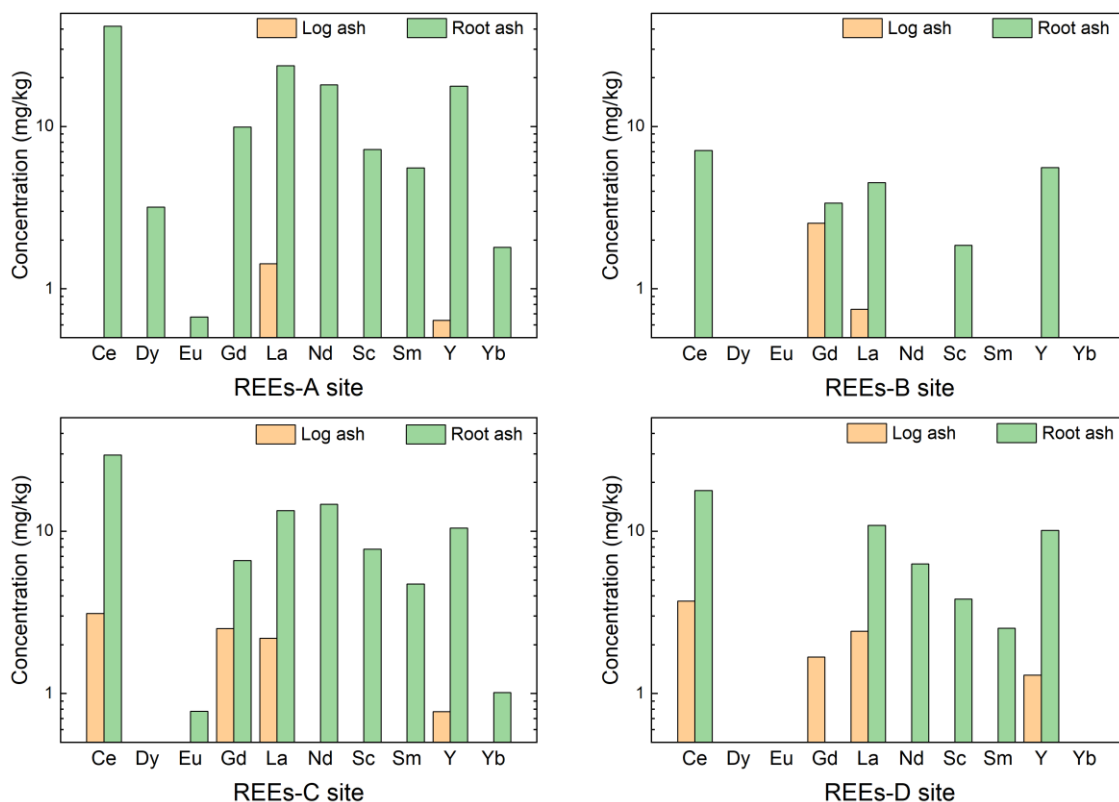 Log ash Root ash
Concentration (mg/kg)
10
1
Ce Dy Eu Gd La Nd Sc Sm Y Yb
REEs-A site
Log ash Root ash
Concentration (mg/kg)
10
1
Ce Dy Eu Gd La Nd Sc Sm Y Yb
REEs-B site
Log ash Root ash
Concentration (mg/kg)
10
1
Ce Dy Eu Gd La Nd Sc Sm Y Yb
REEs-C site
Log ash Root ash
Concentration (mg/kg)
10
1
Ce Dy Eu Gd La Nd Sc Sm Y Yb
REEs-D site